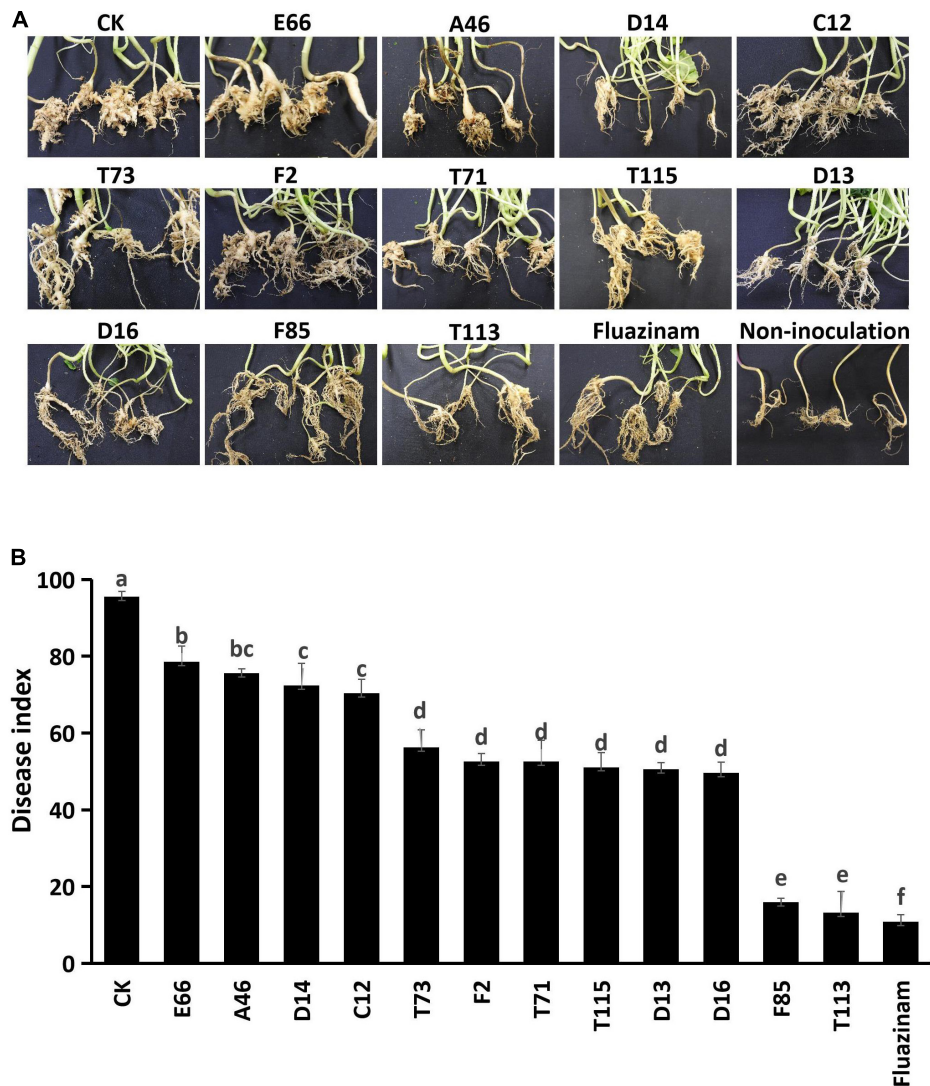 A
CK E66 A46 D14 C12
T73 F2 T71 T115 D13
D16 F85 T113 Fluazinam Non-inoculation
B
Disease index
100
80
60
40
20
0
a
b
bc
c
c
d
d
d
d
d
d
e
e
f
CK
E66
A46
D14
C12
T73
F2
T71
T115
D13
D16
F85
T113
Fluazinam